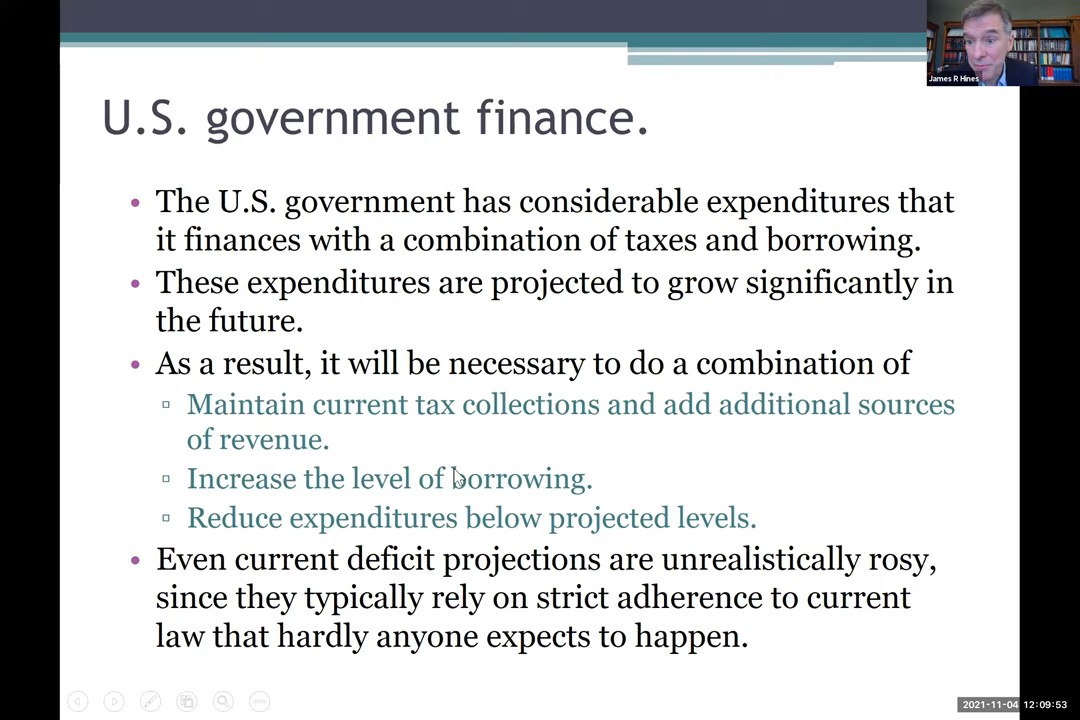 James R Hines
U.S. government finance.
• The U.S. government has considerable expenditures that
it finances with a combination of taxes and borrowing.
• These expenditures are projected to grow significantly in
the future.
• As a result, it will be necessary to do a combination of
▫ Maintain current tax collections and add additional sources
of revenue.
▫ Increase the level of borrowing.
▫ Reduce expenditures below projected levels.
• Even current deficit projections are unrealistically rosy,
since they typically rely on strict adherence to current
law that hardly anyone expects to happen.
2021-11-04 12:09:53